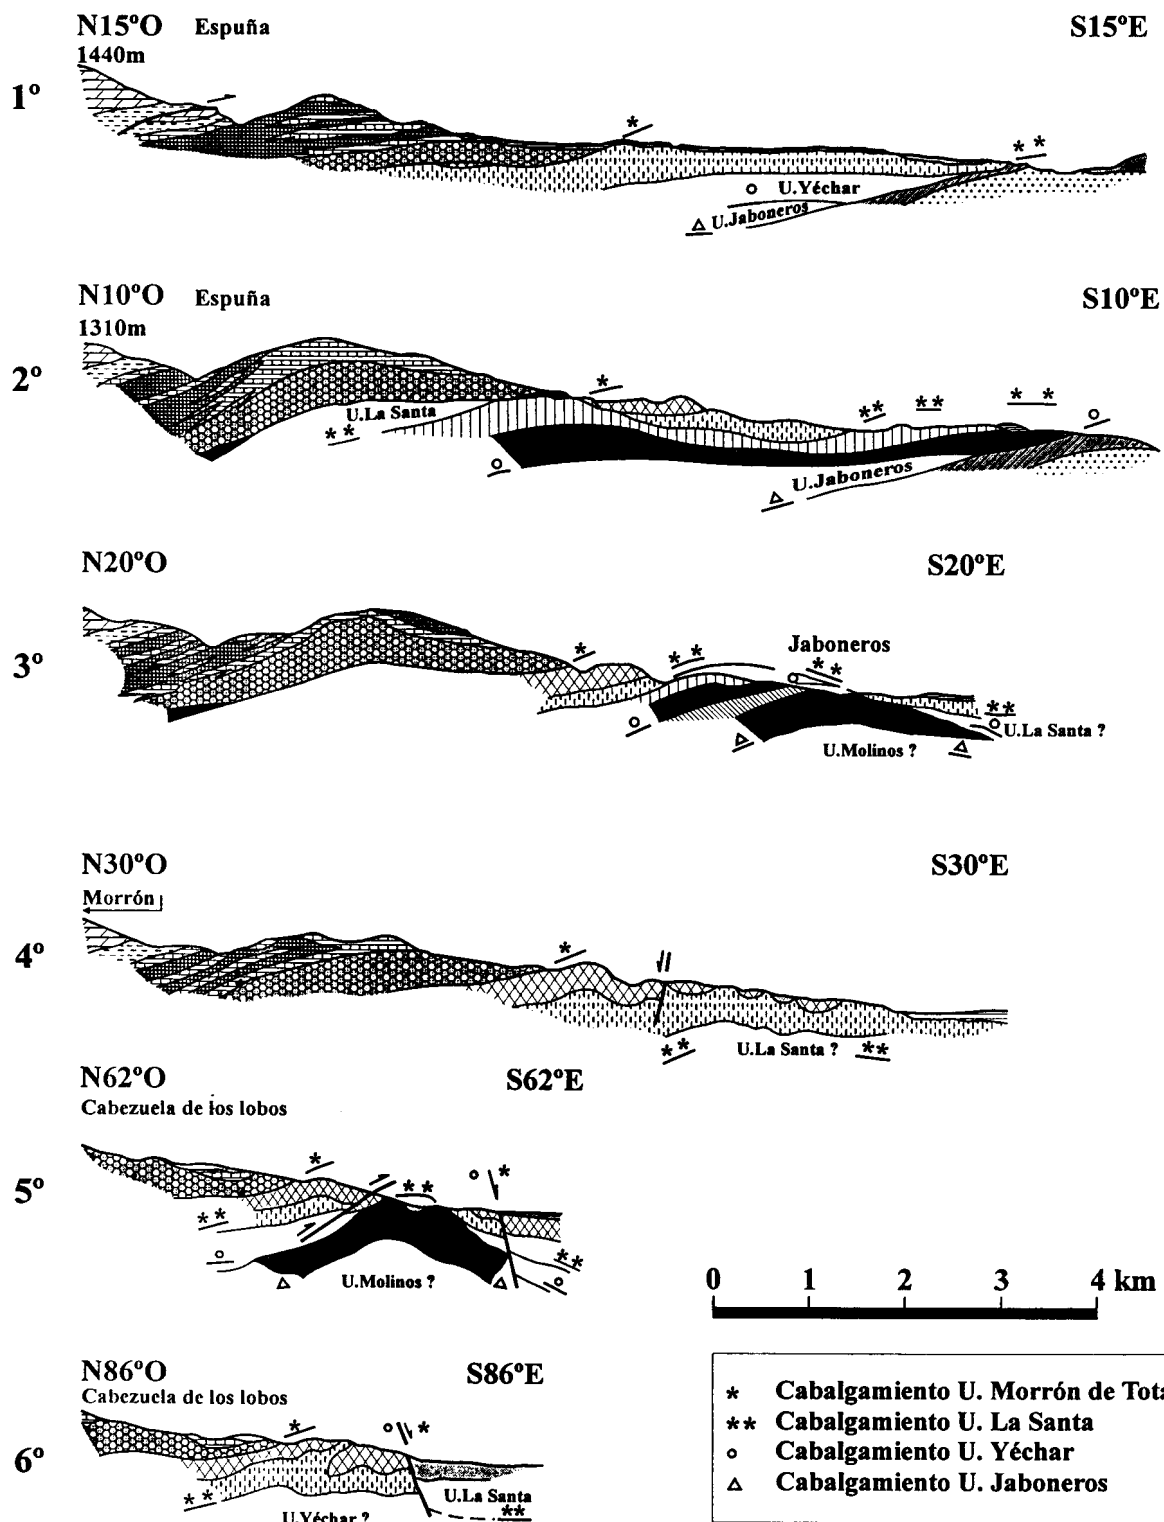 N15ºO Espuña S15ºE
1440m
1º
*
* *
U.Yéchar
U.Jaboneros
N10ºO Espuña S10ºE
1310m
2º
*
U.La Santa
**
** ** * *
U.Jaboneros
N20ºO S20ºE
3º
*
* *
Jaboneros
* *
**
U.La Santa ?
U.Molinos ?
N30ºO S30ºE
Morrón
4º
*
**
U.La Santa ?
**
N62ºO S62ºE
Cabezuela de los lobos
5º
*
* *
*
* *
**
U.Molinos ?
0 1 2 3 4 km
N86ºO S86ºE
Cabezuela de los lobos
6º
*
*
* *
U.La Santa
**
U.Yéchar ?
* Cabalgamiento U. Morrón de Tota
** Cabalgamiento U. La Santa
Cabalgamiento U. Yéchar
Cabalgamiento U. Jaboneros